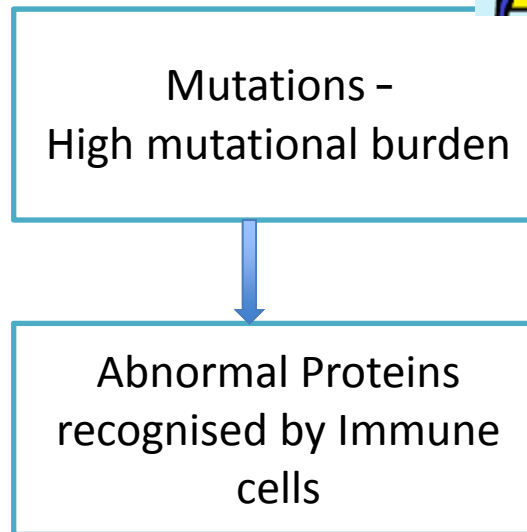 Mutations –
High mutational burden
Abnormal Proteins
recognised by Immune
cells